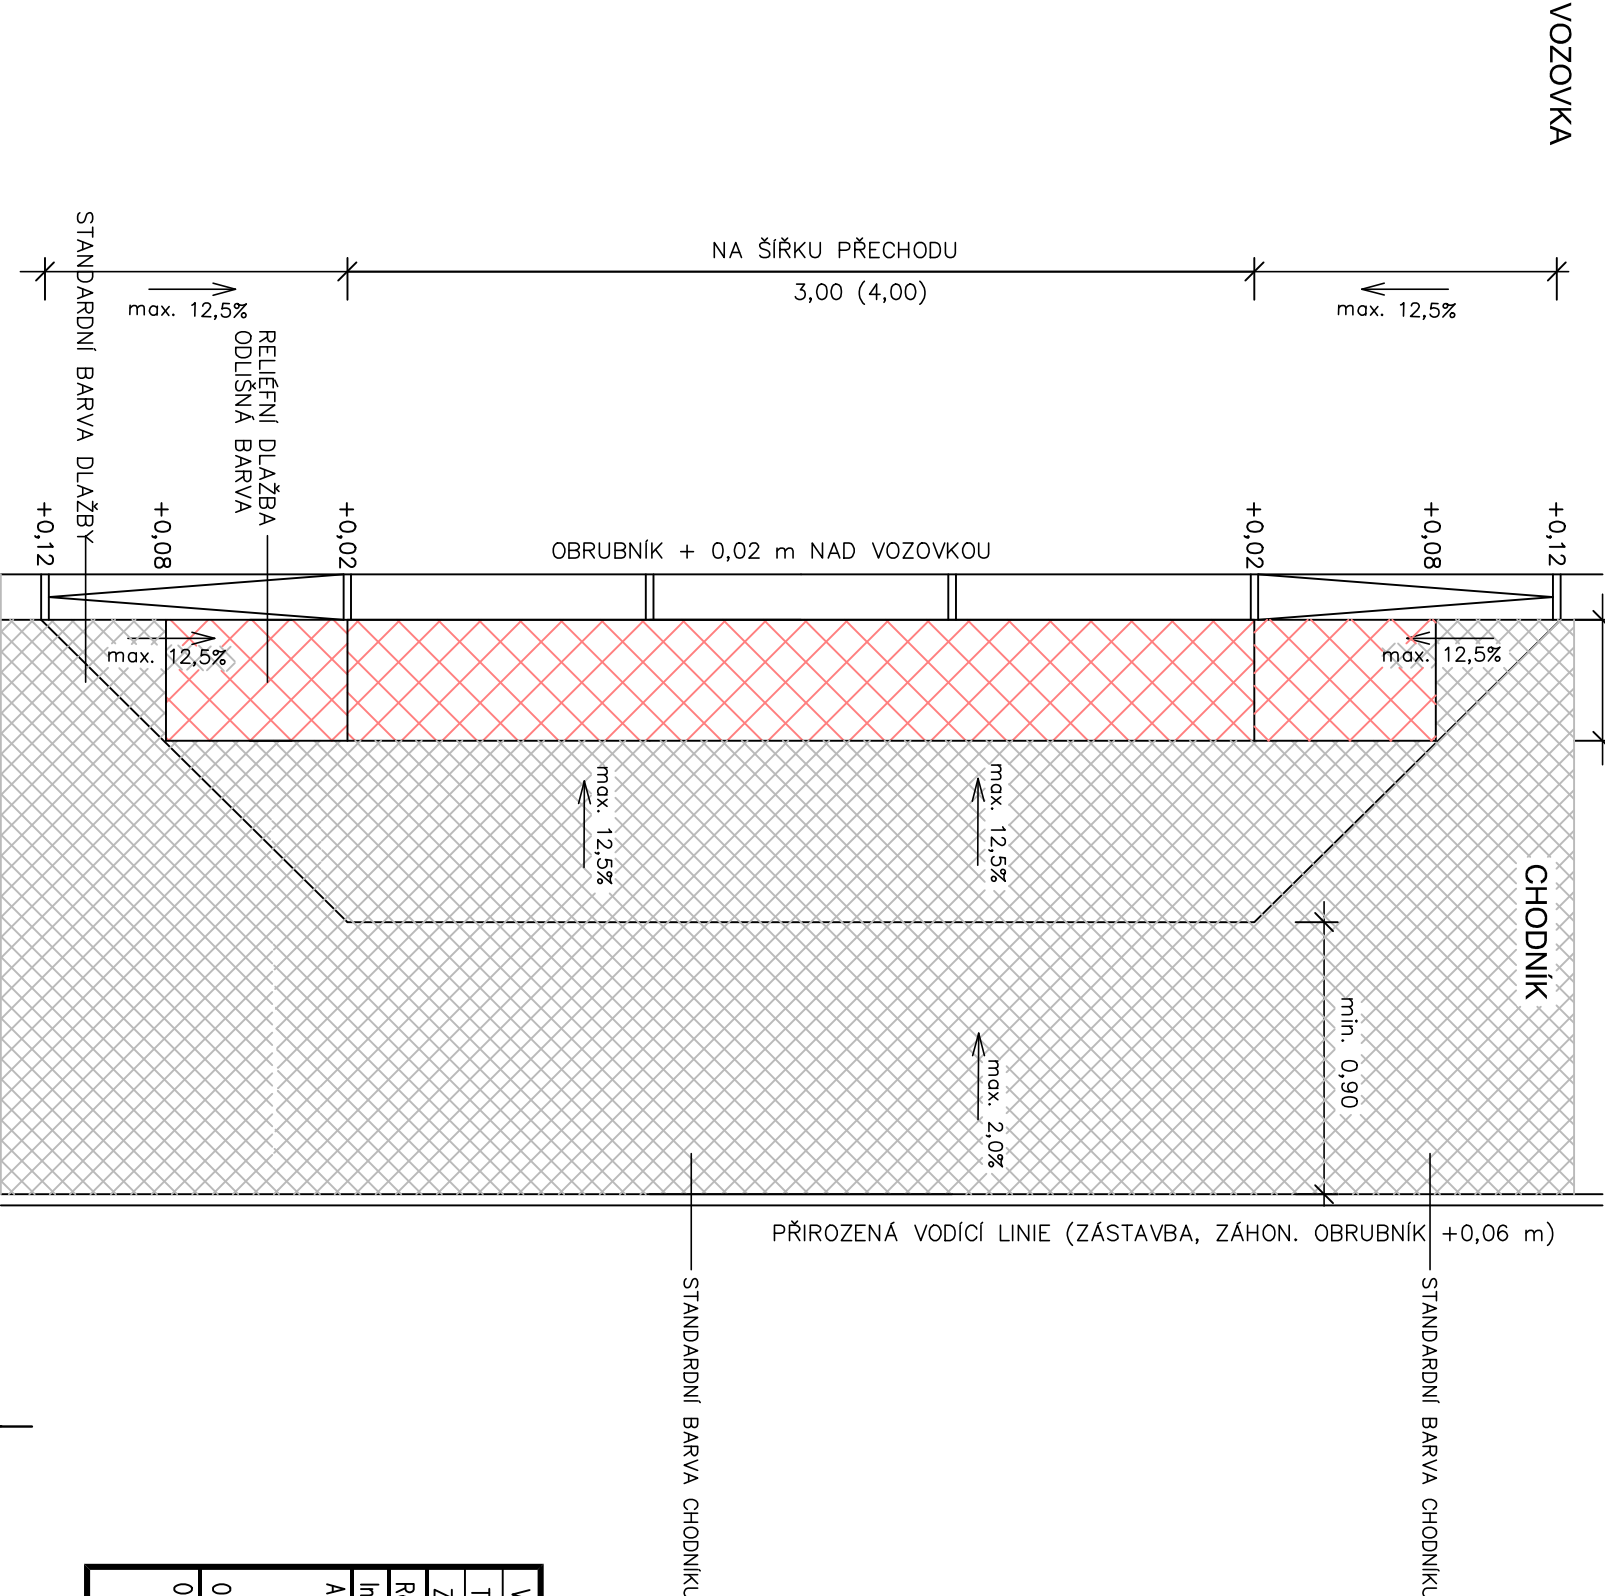 VOZOVKA
NA ŠÍŘKU PŘECHODU
3,00 (4,00)
max. 12,5%
max. 12,5%
STANDARDNÍ BARVA DLAŽBY
RELIÉFNÍ DLAŽBA
ODLIŠNÁ BARVA
+0,12
+0,08
+0,02
OBRUBNÍK + 0,02 m NAD VOZOVKOU
+0,02
+0,08
+0,12
max. 12,5%
max. 12,5%
max. 12,5%
max. 12,5%
CHODNÍK
min. 0,90
max. 2,0%
PŘIROZENÁ VODÍCÍ LINIE (ZÁSTAVBA, ZÁHON. OBRUBNÍK +0,06 m)
STANDARDNÍ BARVA CHODNÍKU
STANDARDNÍ BARVA CHODNÍKU